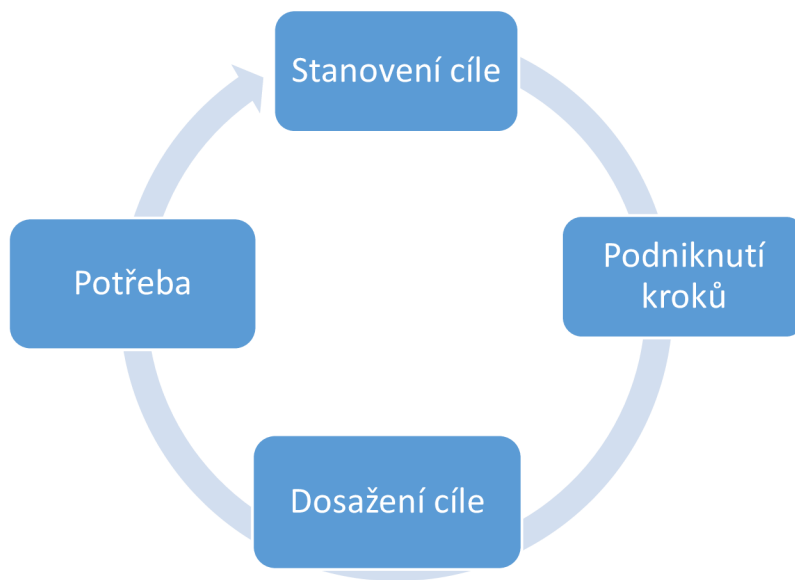 Stanovení cíle
Podniknutí
kroků
Dosažení cíle
Potřeba